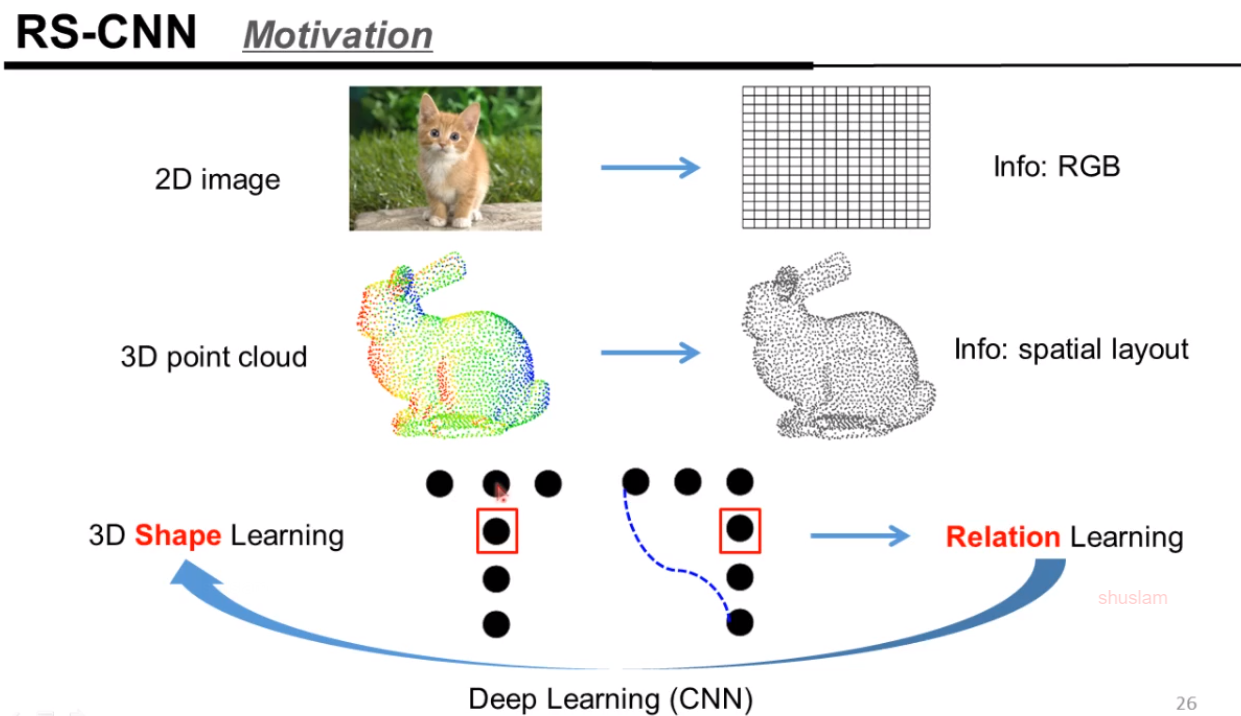 RS-CNN Motivation
2D image
Info: RGB
3D point cloud
Info: spatial layout
3D Shape Learning
Relation Learning
shuslam
Deep Learning (CNN)
26